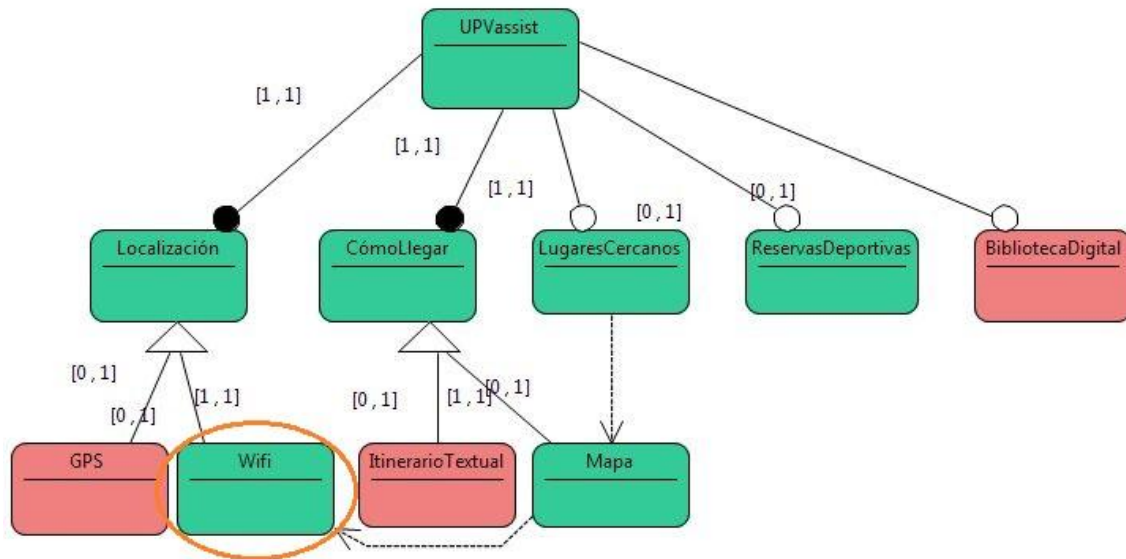 UPVassist
[1 , 1]
[1 , 1]
[1 , 1]
[0 , 1]
[0 , 1]
Localización
CómoLlegar
LugaresCercanos
ReservasDeportivas
BibliotecaDigital
[0 , 1]
[0 , 1]
[1 , 1]
[0 , 1]
[1 , 1]
[0 , 1]
GPS
Wifi
ItinerarioTextual
Mapa